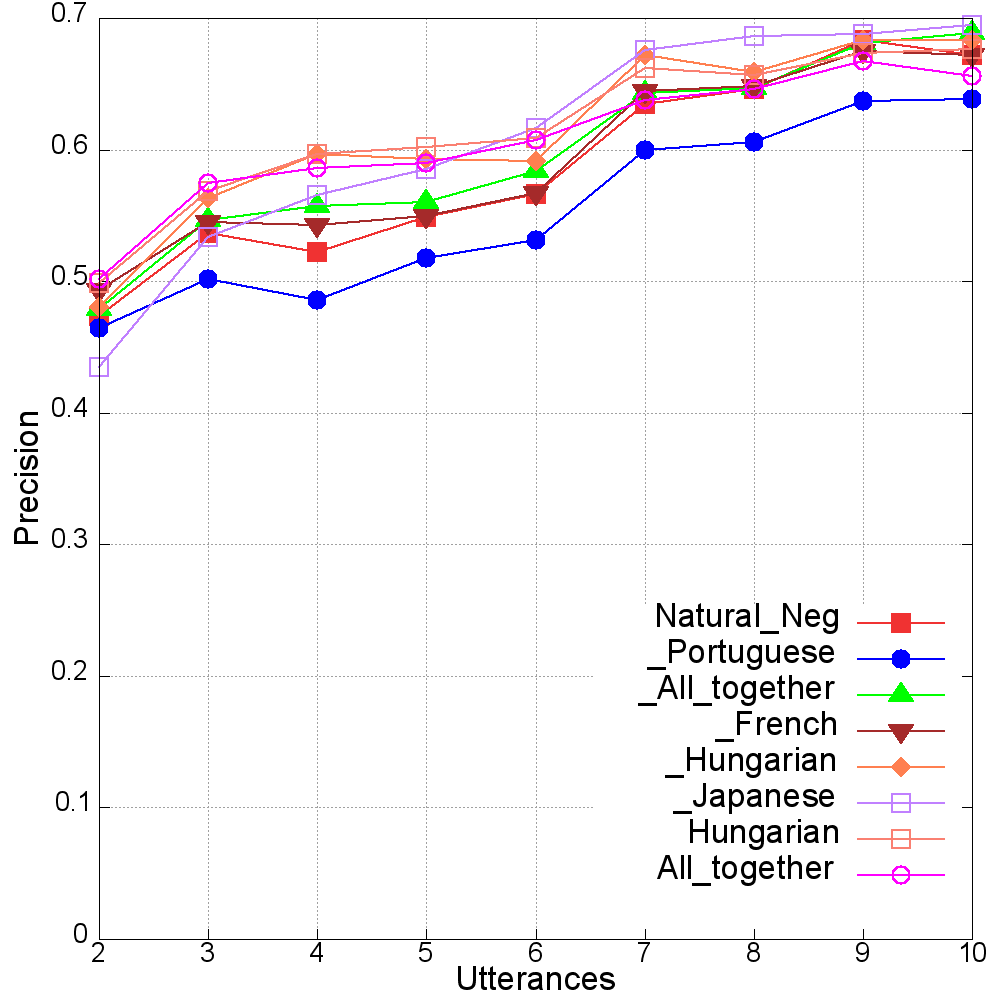 0.7
0.6
0.5
0.4
0.3
0.2
0.1
0
Precision
2 3 4 5 6 7 8 9 10
Utterances
Natural_Neg
_Portuguese
_All_together
_French
_Hungarian
_Japanese
Hungarian
All_together